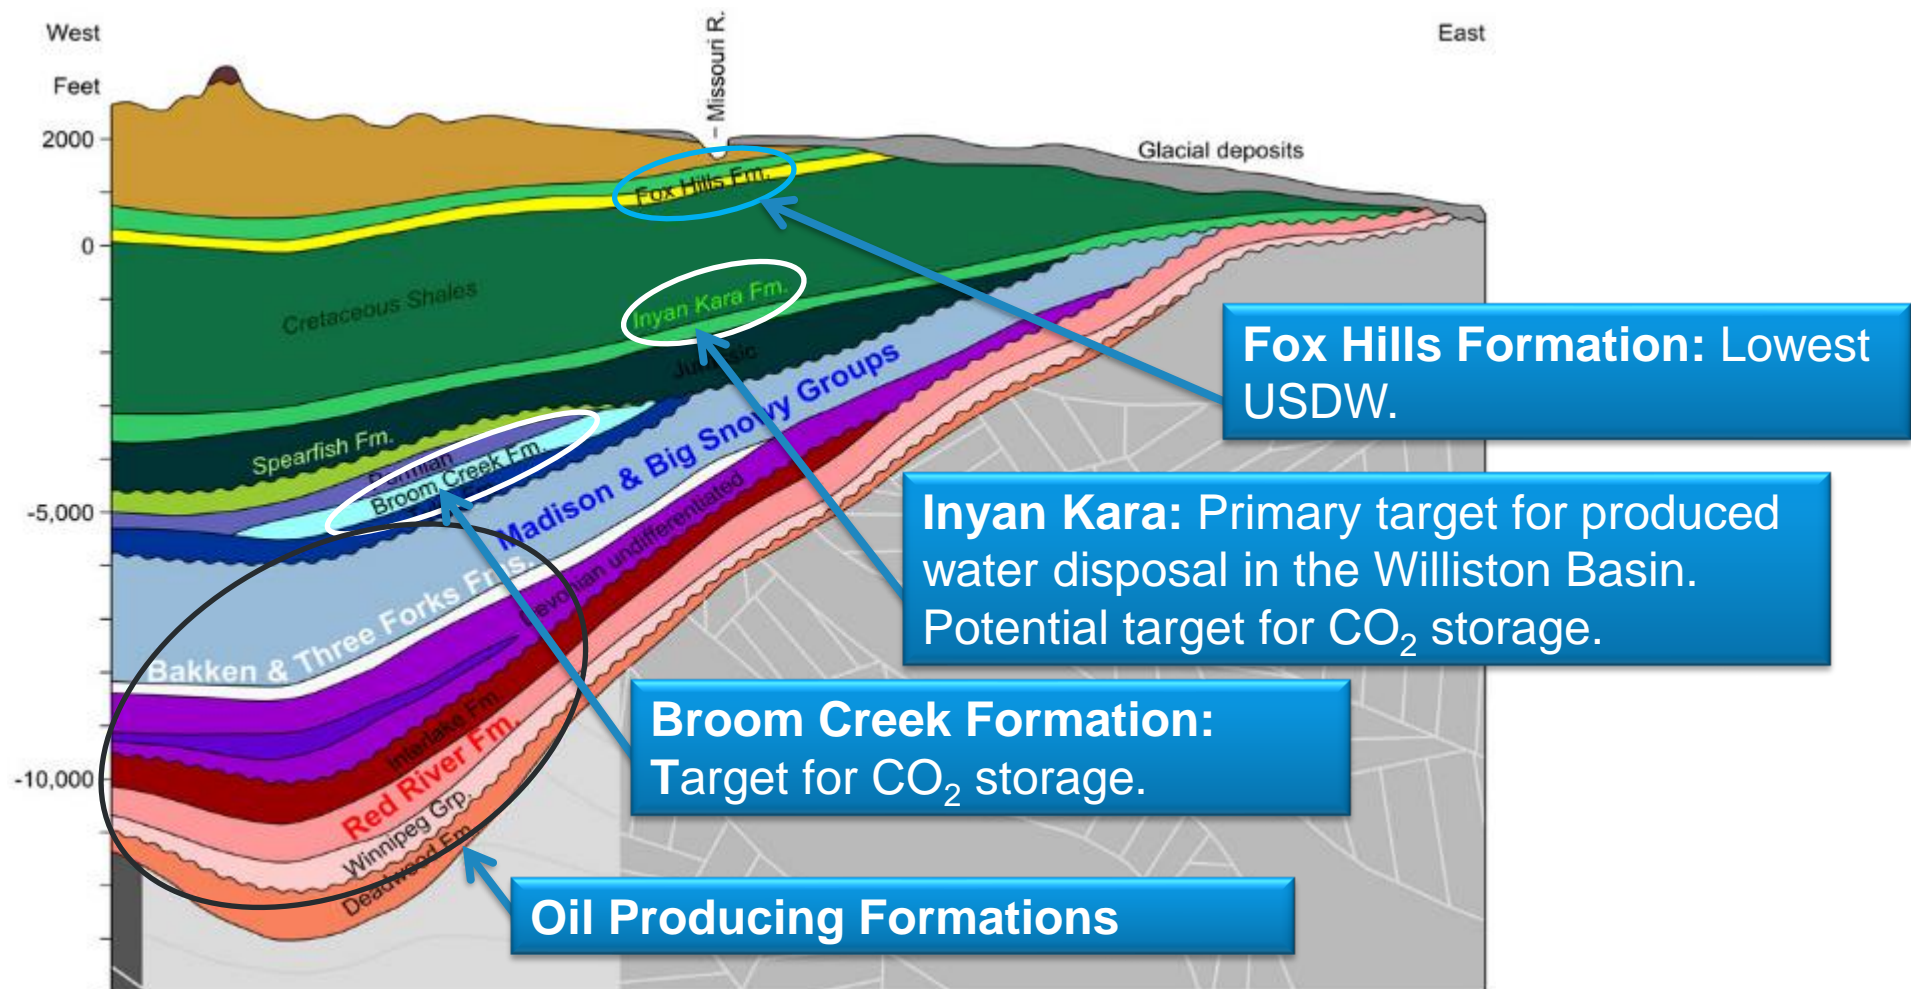 West
East
Feet
– Missouri R.
2000
Glacial deposits
Fox Hills Fm.
0
Inyan Kara Fm.
Cretaceous Shales
Fox Hills Formation: Lowest
USDW.
Jurassic
Spearfish Fm.
Permian
Broom Creek Fm.
Madison & Big Snowy Groups
-5,000
Inyan Kara: Primary target for produced
water disposal in the Williston Basin.
Potential target for CO₂ storage.
Devonian undifferentiated
Bakken & Three Forks Fms.
Interlake Fm.
Broom Creek Formation:
Target for CO₂ storage.
Red River Fm.
-10,000
Winnipeg Grp.
Deadwood Fm.
Oil Producing Formations